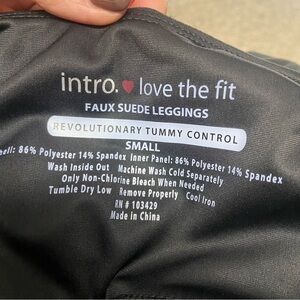 intro. love the fit
FAUX SUEDE LEGGINGS
REVOLUTIONARY TUMMY CONTROL
SMALL
86% Polyester 14% Spandex Inner Panel: 86% Polyester 14% Spandex
Wash Inside Out Machine Wash Cold Separately
Only Non-Chlorine Bleach When Needed
Tumble Dry Low Remove Properly Cool Iron
RN # 103429
Made in China